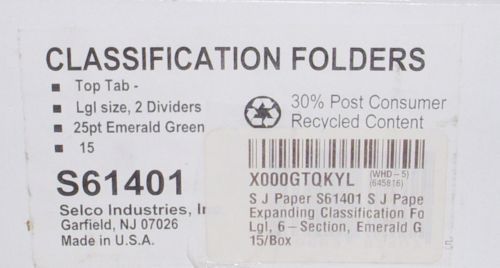 CLASSIFICATION FOLDERS
Top Tab -
Lgl size, 2 Dividers
25pt Emerald Green
15
30% Post Consumer
Recycled Content
S61401
Selco Industries, In
Garfield, NJ 07026
Made in U.S.A.
X000GTQKYL (WHD-5)
(645816)
S J Paper S61401 S J Pape
Expanding Classification Fo
Lgl, 6-Section, Emerald G
15/Box